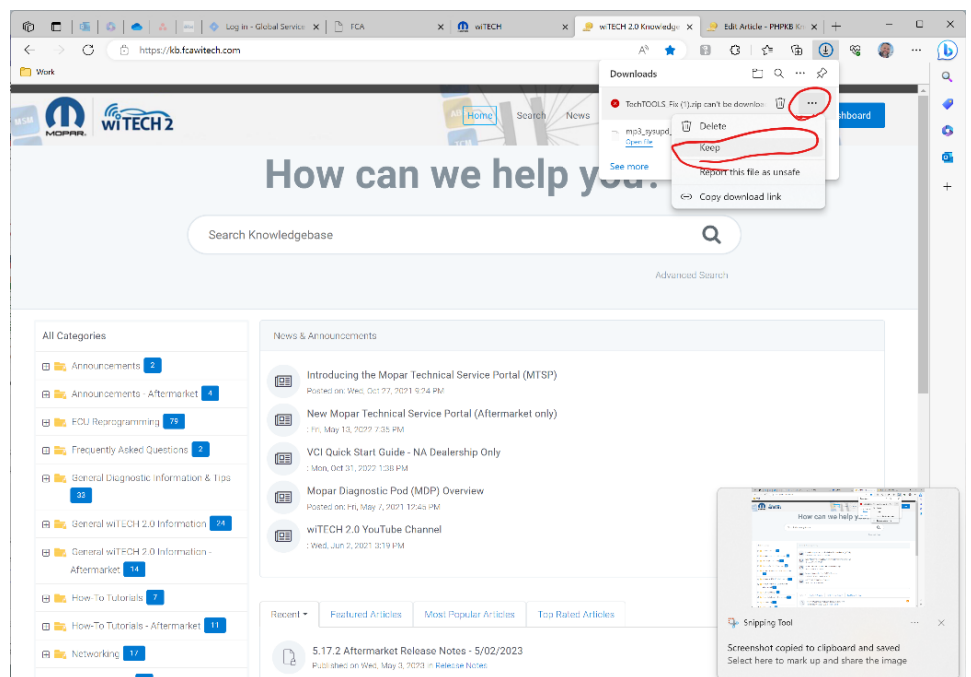 Log in - Global Service
FCA
wiTECH
wiTECH 2.0 Knowledge
Edit Article - PHPKB Kn
https://kb.fcawitech.com
Work
Downloads
TechTOOLS_Fix (1).zip can't be downloa
Delete
mp3_sysupd_
Open file
Keep
See more
Report this file as unsafe
Copy download link
MOPAR.
wiTECH 2
Home
Search
News
hboard
How can we help you?
Search Knowledgebase
Advanced Search
All Categories
Announcements 2
Announcements - Aftermarket 4
ECU Reprogramming 79
Frequently Asked Questions 2
General Diagnostic Information & Tips
33
General wiTECH 2.0 Information 24
General wiTECH 2.0 Information -
Aftermarket 14
How-To Tutorials 7
How-To Tutorials - Aftermarket 11
Networking 17
News & Announcements
Introducing the Mopar Technical Service Portal (MTSP)
Posted on: Wed, Oct 27, 2021 9:24 PM
New Mopar Technical Service Portal (Aftermarket only)
: Fri, May 13, 2022 7:35 PM
VCI Quick Start Guide - NA Dealership Only
: Mon, Oct 31, 2022 1:38 PM
Mopar Diagnostic Pod (MDP) Overview
Posted on: Fri, May 7, 2021 12:45 PM
wiTECH 2.0 YouTube Channel
: Wed, Jun 2, 2021 3:19 PM
Recent
Featured Articles
Most Popular Articles
Top Rated Articles
5.17.2 Aftermarket Release Notes - 5/02/2023
Published on Wed, May 3, 2023 in Release Notes
How can we help y
Snipping Tool
Screenshot copied to clipboard and saved
Select here to mark up and share the image